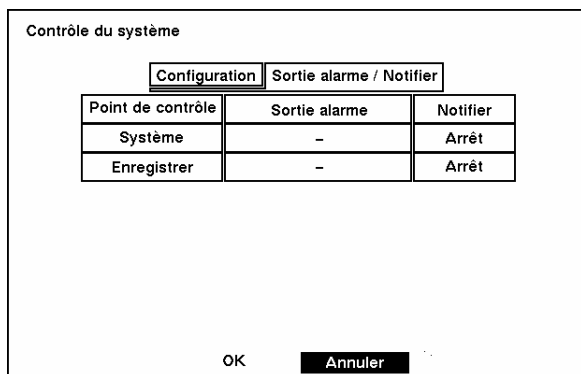 Contrôle du système
Configuration Sortie alarme / Notifier
Point de contrôle Sortie alarme Notifier
Système – Arrêt
Enregistrer – Arrêt
OK Annuler